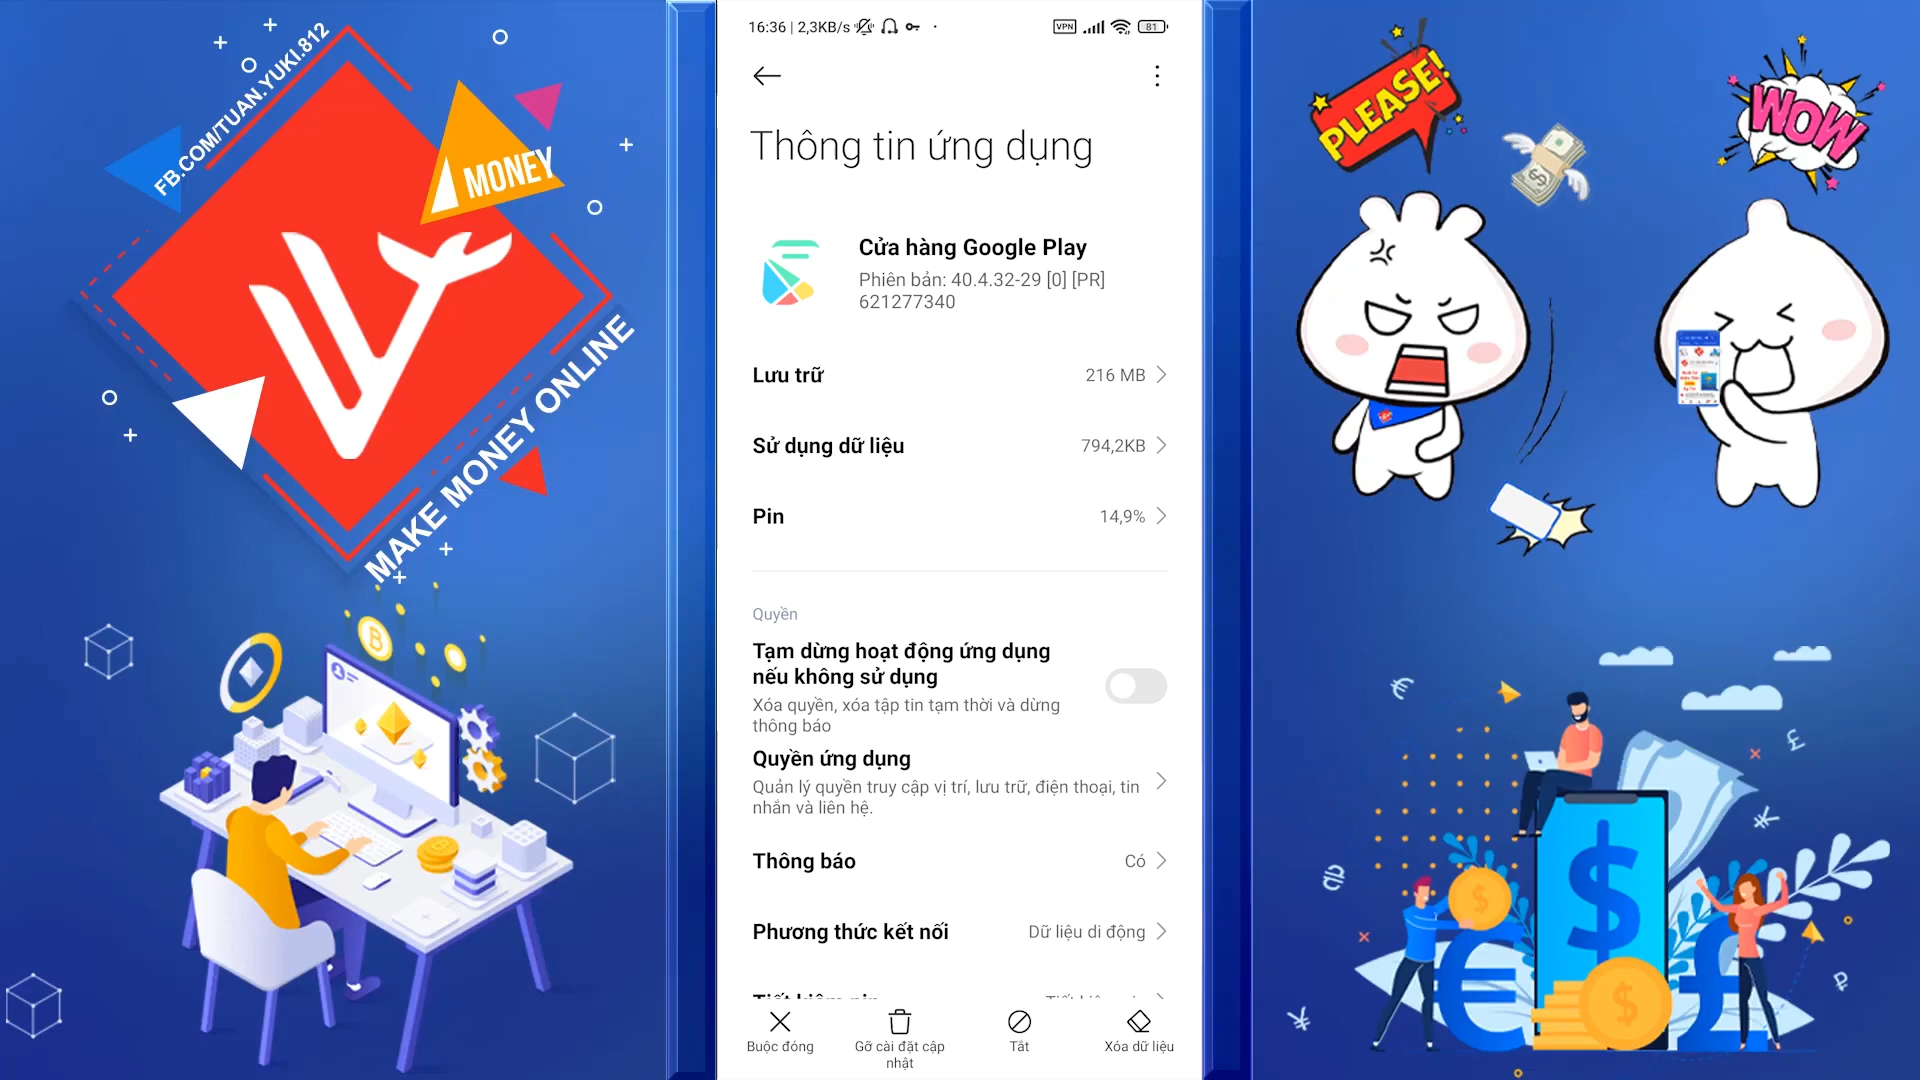 FB.COM/TUAN.YUKI.812
MONEY
MAKE MONEY ONLINE
16:36 | 2,3KB/s
VPN
81
Thông tin ứng dụng
Cửa hàng Google Play
Phiên bản: 40.4.32-29 [0] [PR]
621277340
Lưu trữ
216 MB
Sử dụng dữ liệu
794,2KB
Pin
14,9%
Quyền
Tạm dừng hoạt động ứng dụng
nếu không sử dụng
Xóa quyền, xóa tập tin tạm thời và dừng
thông báo
Quyền ứng dụng
Quản lý quyền truy cập vị trí, lưu trữ, điện thoại, tin
nhắn và liên hệ.
Thông báo
Có
Phương thức kết nối
Dữ liệu di động
Buộc đóng
Gỡ cài đặt cập
nhật
Tắt
Xóa dữ liệu
PLEASE!
WOW